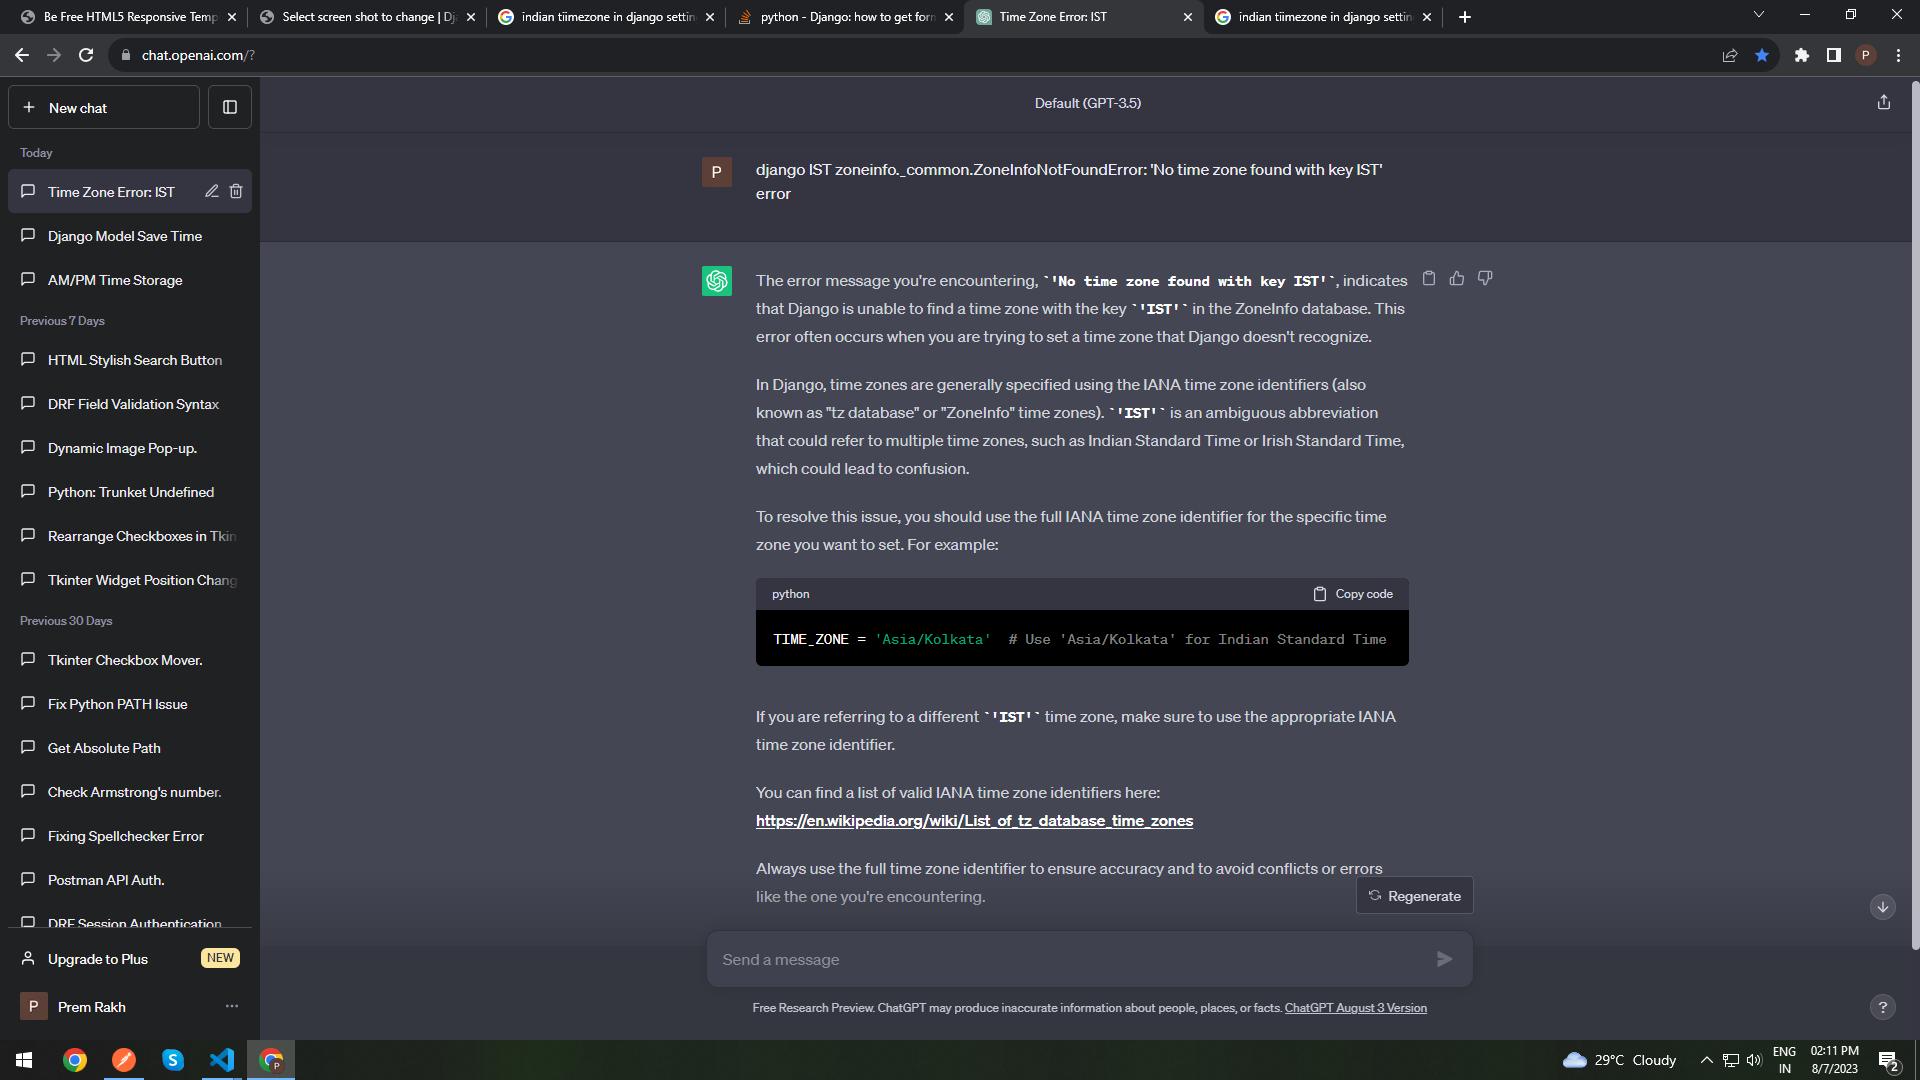 Be Free HTML5 Responsive Temp
Select screen shot to change | Dj
indian tiimezone in django settin
python - Django: how to get form
Time Zone Error: IST
indian tiimezone in django settin
chat.openai.com/?
P
New chat
Default (GPT-3.5)
Today
Time Zone Error: IST
Django Model Save Time
AM/PM Time Storage
Previous 7 Days
HTML Stylish Search Button
DRF Field Validation Syntax
Dynamic Image Pop-up.
Python: Trunket Undefined
Rearrange Checkboxes in Tkin
Tkinter Widget Position Chang
Previous 30 Days
Tkinter Checkbox Mover.
Fix Python PATH Issue
Get Absolute Path
Check Armstrong's number.
Fixing Spellchecker Error
Postman API Auth.
DRF Session Authentication
Upgrade to Plus NEW
P Prem Rakh
P
django IST zoneinfo._common.ZoneInfoNotFoundError: 'No time zone found with key IST'
error
The error message you're encountering, `'No time zone found with key IST'`, indicates
that Django is unable to find a time zone with the key `'IST'` in the ZoneInfo database. This
error often occurs when you are trying to set a time zone that Django doesn't recognize.
In Django, time zones are generally specified using the IANA time zone identifiers (also
known as "tz database" or "ZoneInfo" time zones). `'IST'` is an ambiguous abbreviation
that could refer to multiple time zones, such as Indian Standard Time or Irish Standard Time,
which could lead to confusion.
To resolve this issue, you should use the full IANA time zone identifier for the specific time
zone you want to set. For example:
python Copy code
TIME_ZONE = 'Asia/Kolkata'  # Use 'Asia/Kolkata' for Indian Standard Time
If you are referring to a different `'IST'` time zone, make sure to use the appropriate IANA
time zone identifier.
You can find a list of valid IANA time zone identifiers here:
https://en.wikipedia.org/wiki/List_of_tz_database_time_zones
Always use the full time zone identifier to ensure accuracy and to avoid conflicts or errors
like the one you're encountering.
Regenerate
Send a message
Free Research Preview. ChatGPT may produce inaccurate information about people, places, or facts. ChatGPT August 3 Version
?
P
29°C Cloudy
ENG
IN
02:11 PM
8/7/2023
2